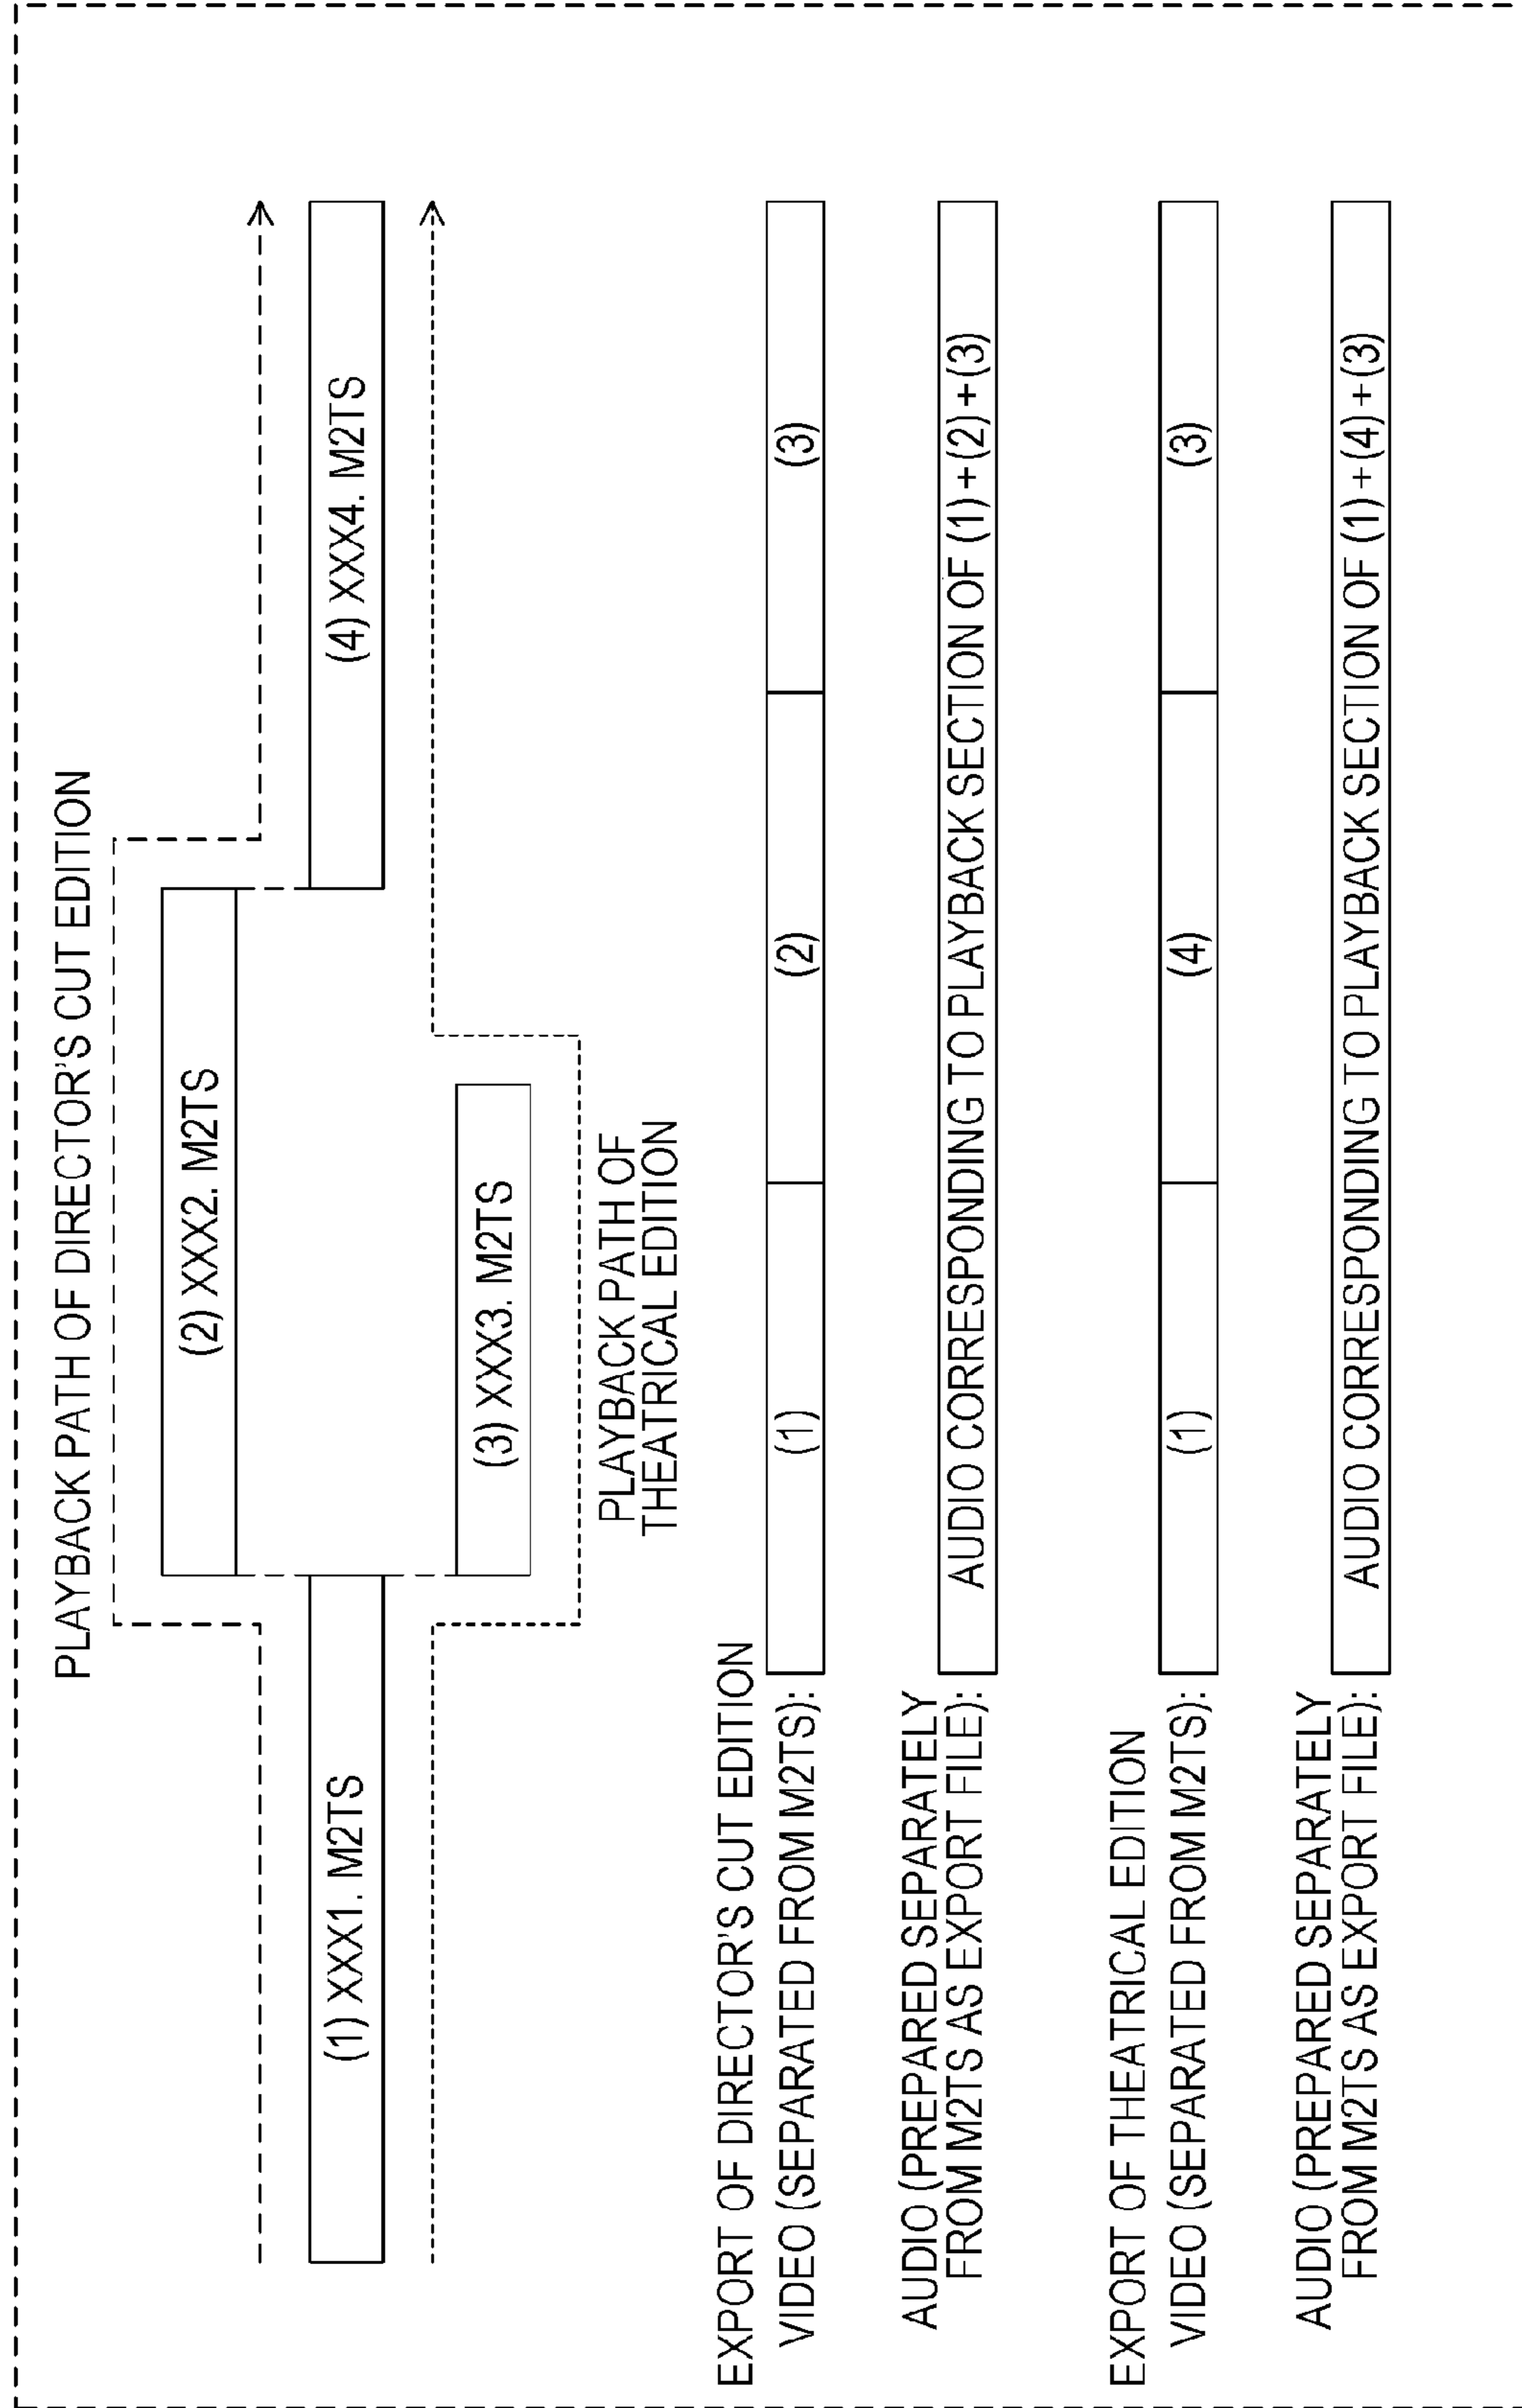 PLAYBACK PATH OF DIRECTOR'S CUT EDITION
(2) XXX2. M2TS
(1) XXX1. M2TS
(4) XXX4. M2TS
(3) XXX3. M2TS
PLAYBACK PATH OF
THEATRICAL EDITION
EXPORT OF DIRECTOR'S CUT EDITION
VIDEO (SEPARATED FROM M2TS):
(1)
(2)
(3)
AUDIO (PREPARED SEPARATELY
FROM M2TS AS EXPORT FILE):
AUDIO CORRESPONDING TO PLAYBACK SECTION OF (1)+(2)+(3)
EXPORT OF THEATRICAL EDITION
VIDEO (SEPARATED FROM M2TS):
(1)
(4)
(3)
AUDIO (PREPARED SEPARATELY
FROM M2TS AS EXPORT FILE):
AUDIO CORRESPONDING TO PLAYBACK SECTION OF (1)+(4)+(3)